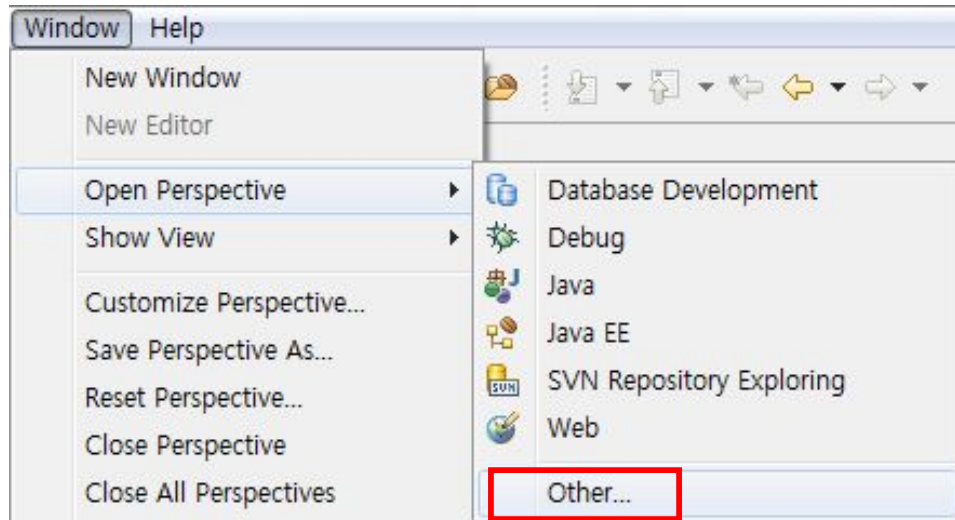 Window Help
New Window
New Editor
Open Perspective
Show View
Customize Perspective...
Save Perspective As...
Reset Perspective...
Close Perspective
Close All Perspectives
Database Development
Debug
Java
Java EE
SVN
SVN Repository Exploring
Web
Other...